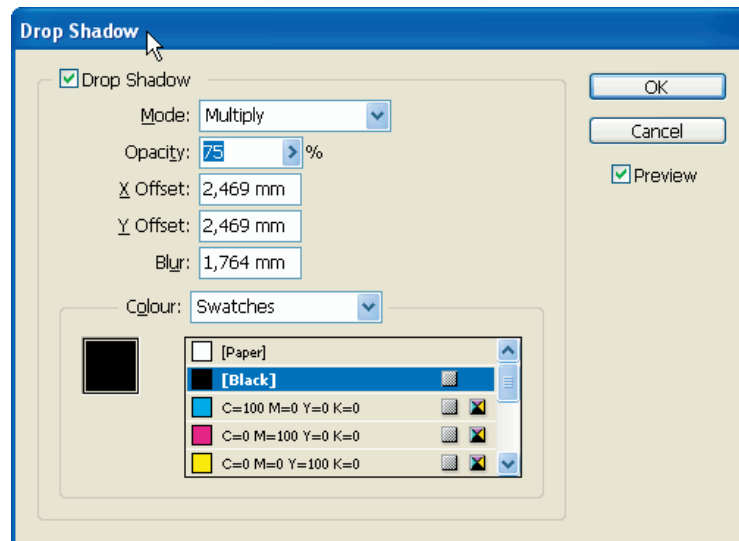 Drop Shadow
Drop Shadow
Mode: Multiply
Opacity: 75 %
X Offset: 2,469 mm
Y Offset: 2,469 mm
Blur: 1,764 mm
Colour: Swatches
[Paper]
[Black]
C=100 M=0 Y=0 K=0
C=0 M=100 Y=0 K=0
C=0 M=0 Y=100 K=0
OK
Cancel
Preview